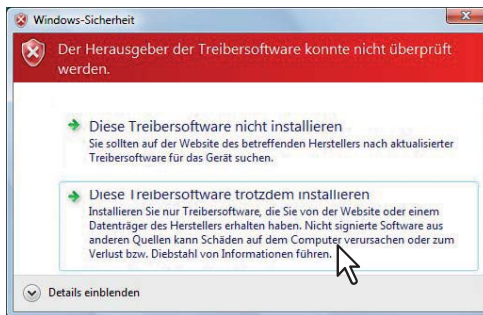 Windows-Sicherheit
Der Herausgeber der Treibersoftware konnte nicht überprüft
werden.
Diese Treibersoftware nicht installieren
Sie sollten auf der Website des betreffenden Herstellers nach aktualisierter
Treibersoftware für das Gerät suchen.
Diese Treibersoftware trotzdem installieren
Installieren Sie nur Treibersoftware, die Sie von der Website oder einem
Datenträger des Herstellers erhalten haben. Nicht signierte Software aus
anderen Quellen kann Schäden auf dem Computer verursachen oder zum
Verlust bzw. Diebstahl von Informationen führen.
Details einblenden